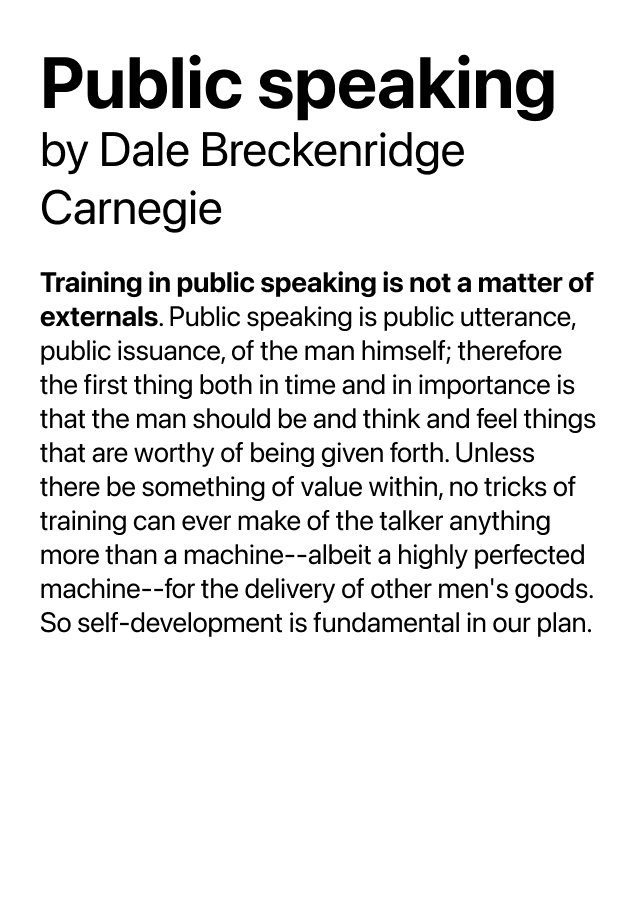 Public speaking
by Dale Breckenridge
Carnegie
Training in public speaking is not a matter of
externals. Public speaking is public utterance,
public issuance, of the man himself; therefore
the first thing both in time and in importance is
that the man should be and think and feel things
that are worthy of being given forth. Unless
there be something of value within, no tricks of
training can ever make of the talker anything
more than a machine--albeit a highly perfected
machine--for the delivery of other men's goods.
So self-development is fundamental in our plan.